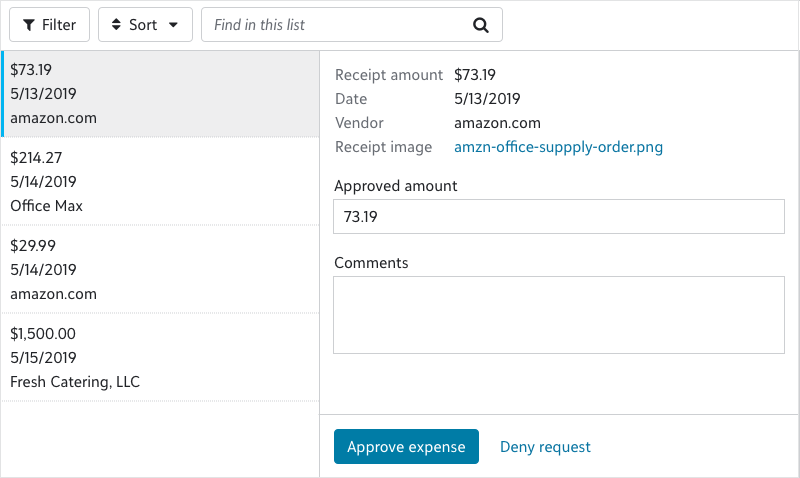 Filter
Sort
Find in this list
$73.19
5/13/2019
amazon.com
$214.27
5/14/2019
Office Max
$29.99
5/14/2019
amazon.com
$1,500.00
5/15/2019
Fresh Catering, LLC
Receipt amount $73.19
Date 5/13/2019
Vendor amazon.com
Receipt image amzn-office-suppply-order.png
Approved amount
73.19
Comments
Approve expense
Deny request